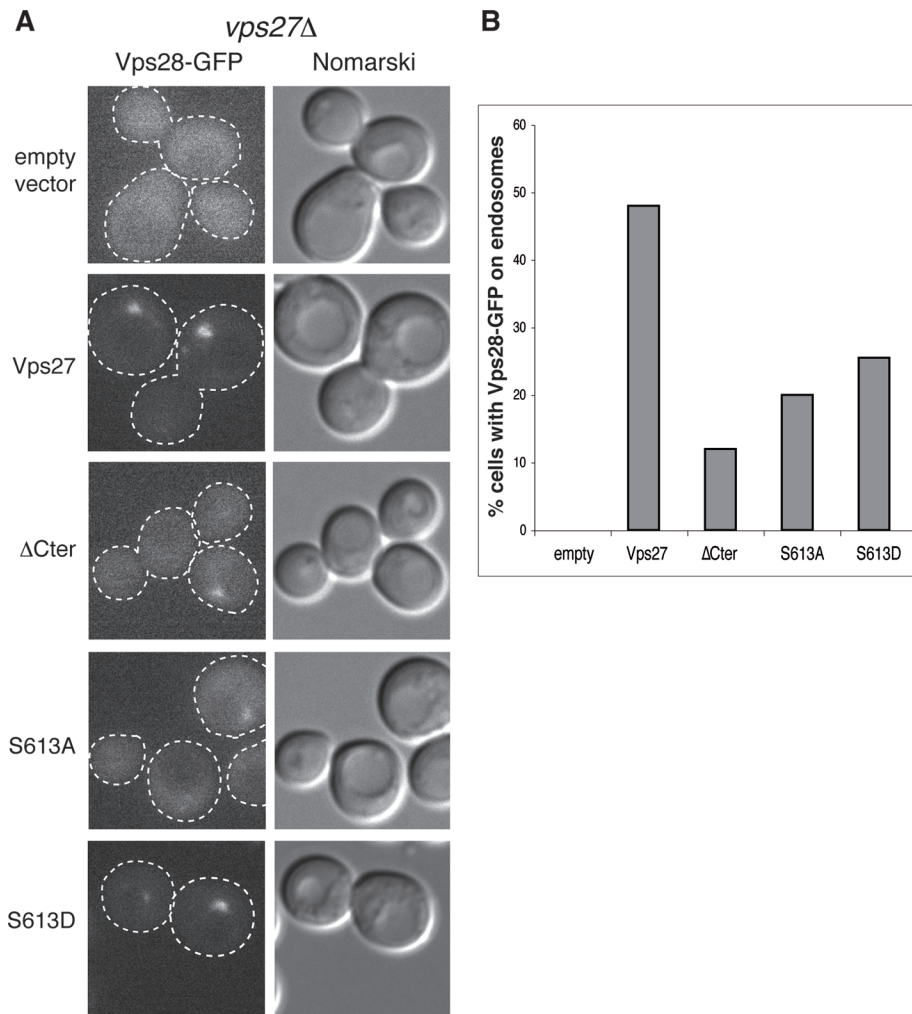 A
vps27Δ
Vps28-GFP Nomarski
empty
vector
Vps27
ΔCter
S613A
S613D
B
% cells with Vps28-GFP on endosomes
60
50
40
30
20
10
0
empty Vps27 ΔCter S613A S613D